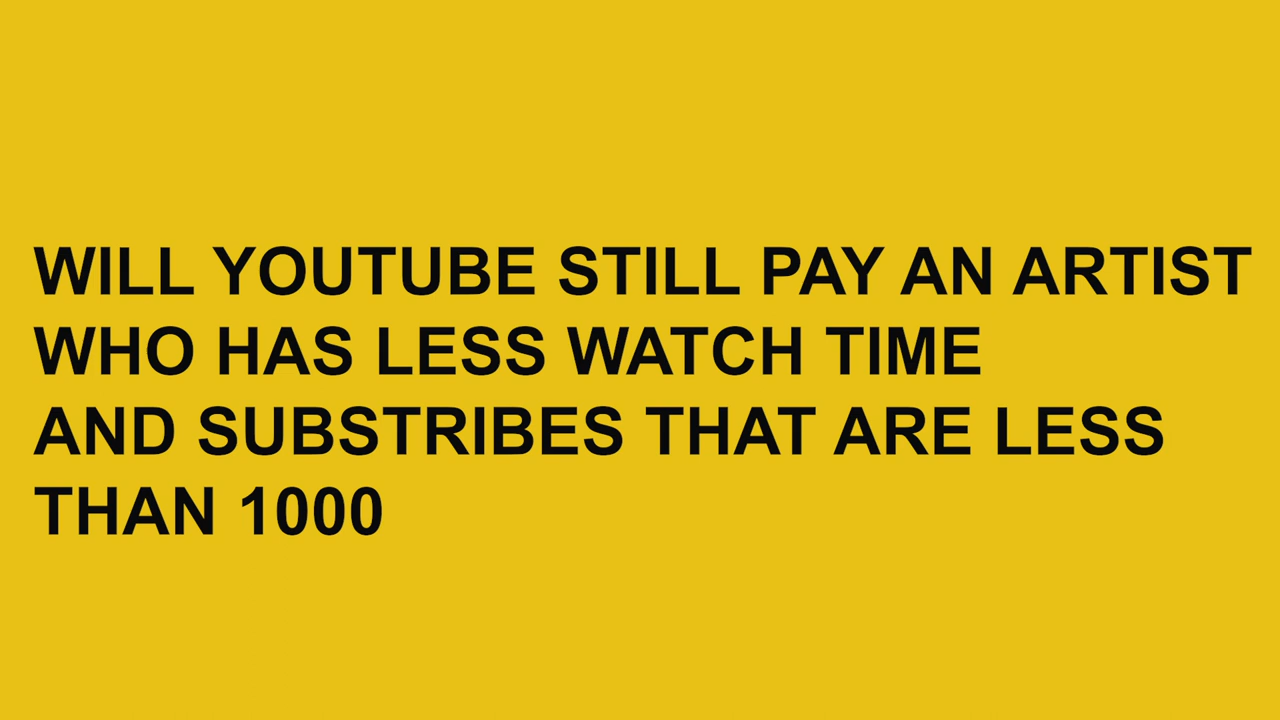 WILL YOUTUBE STILL PAY AN ARTIST
WHO HAS LESS WATCH TIME
AND SUBSTRIBES THAT ARE LESS
THAN 1000